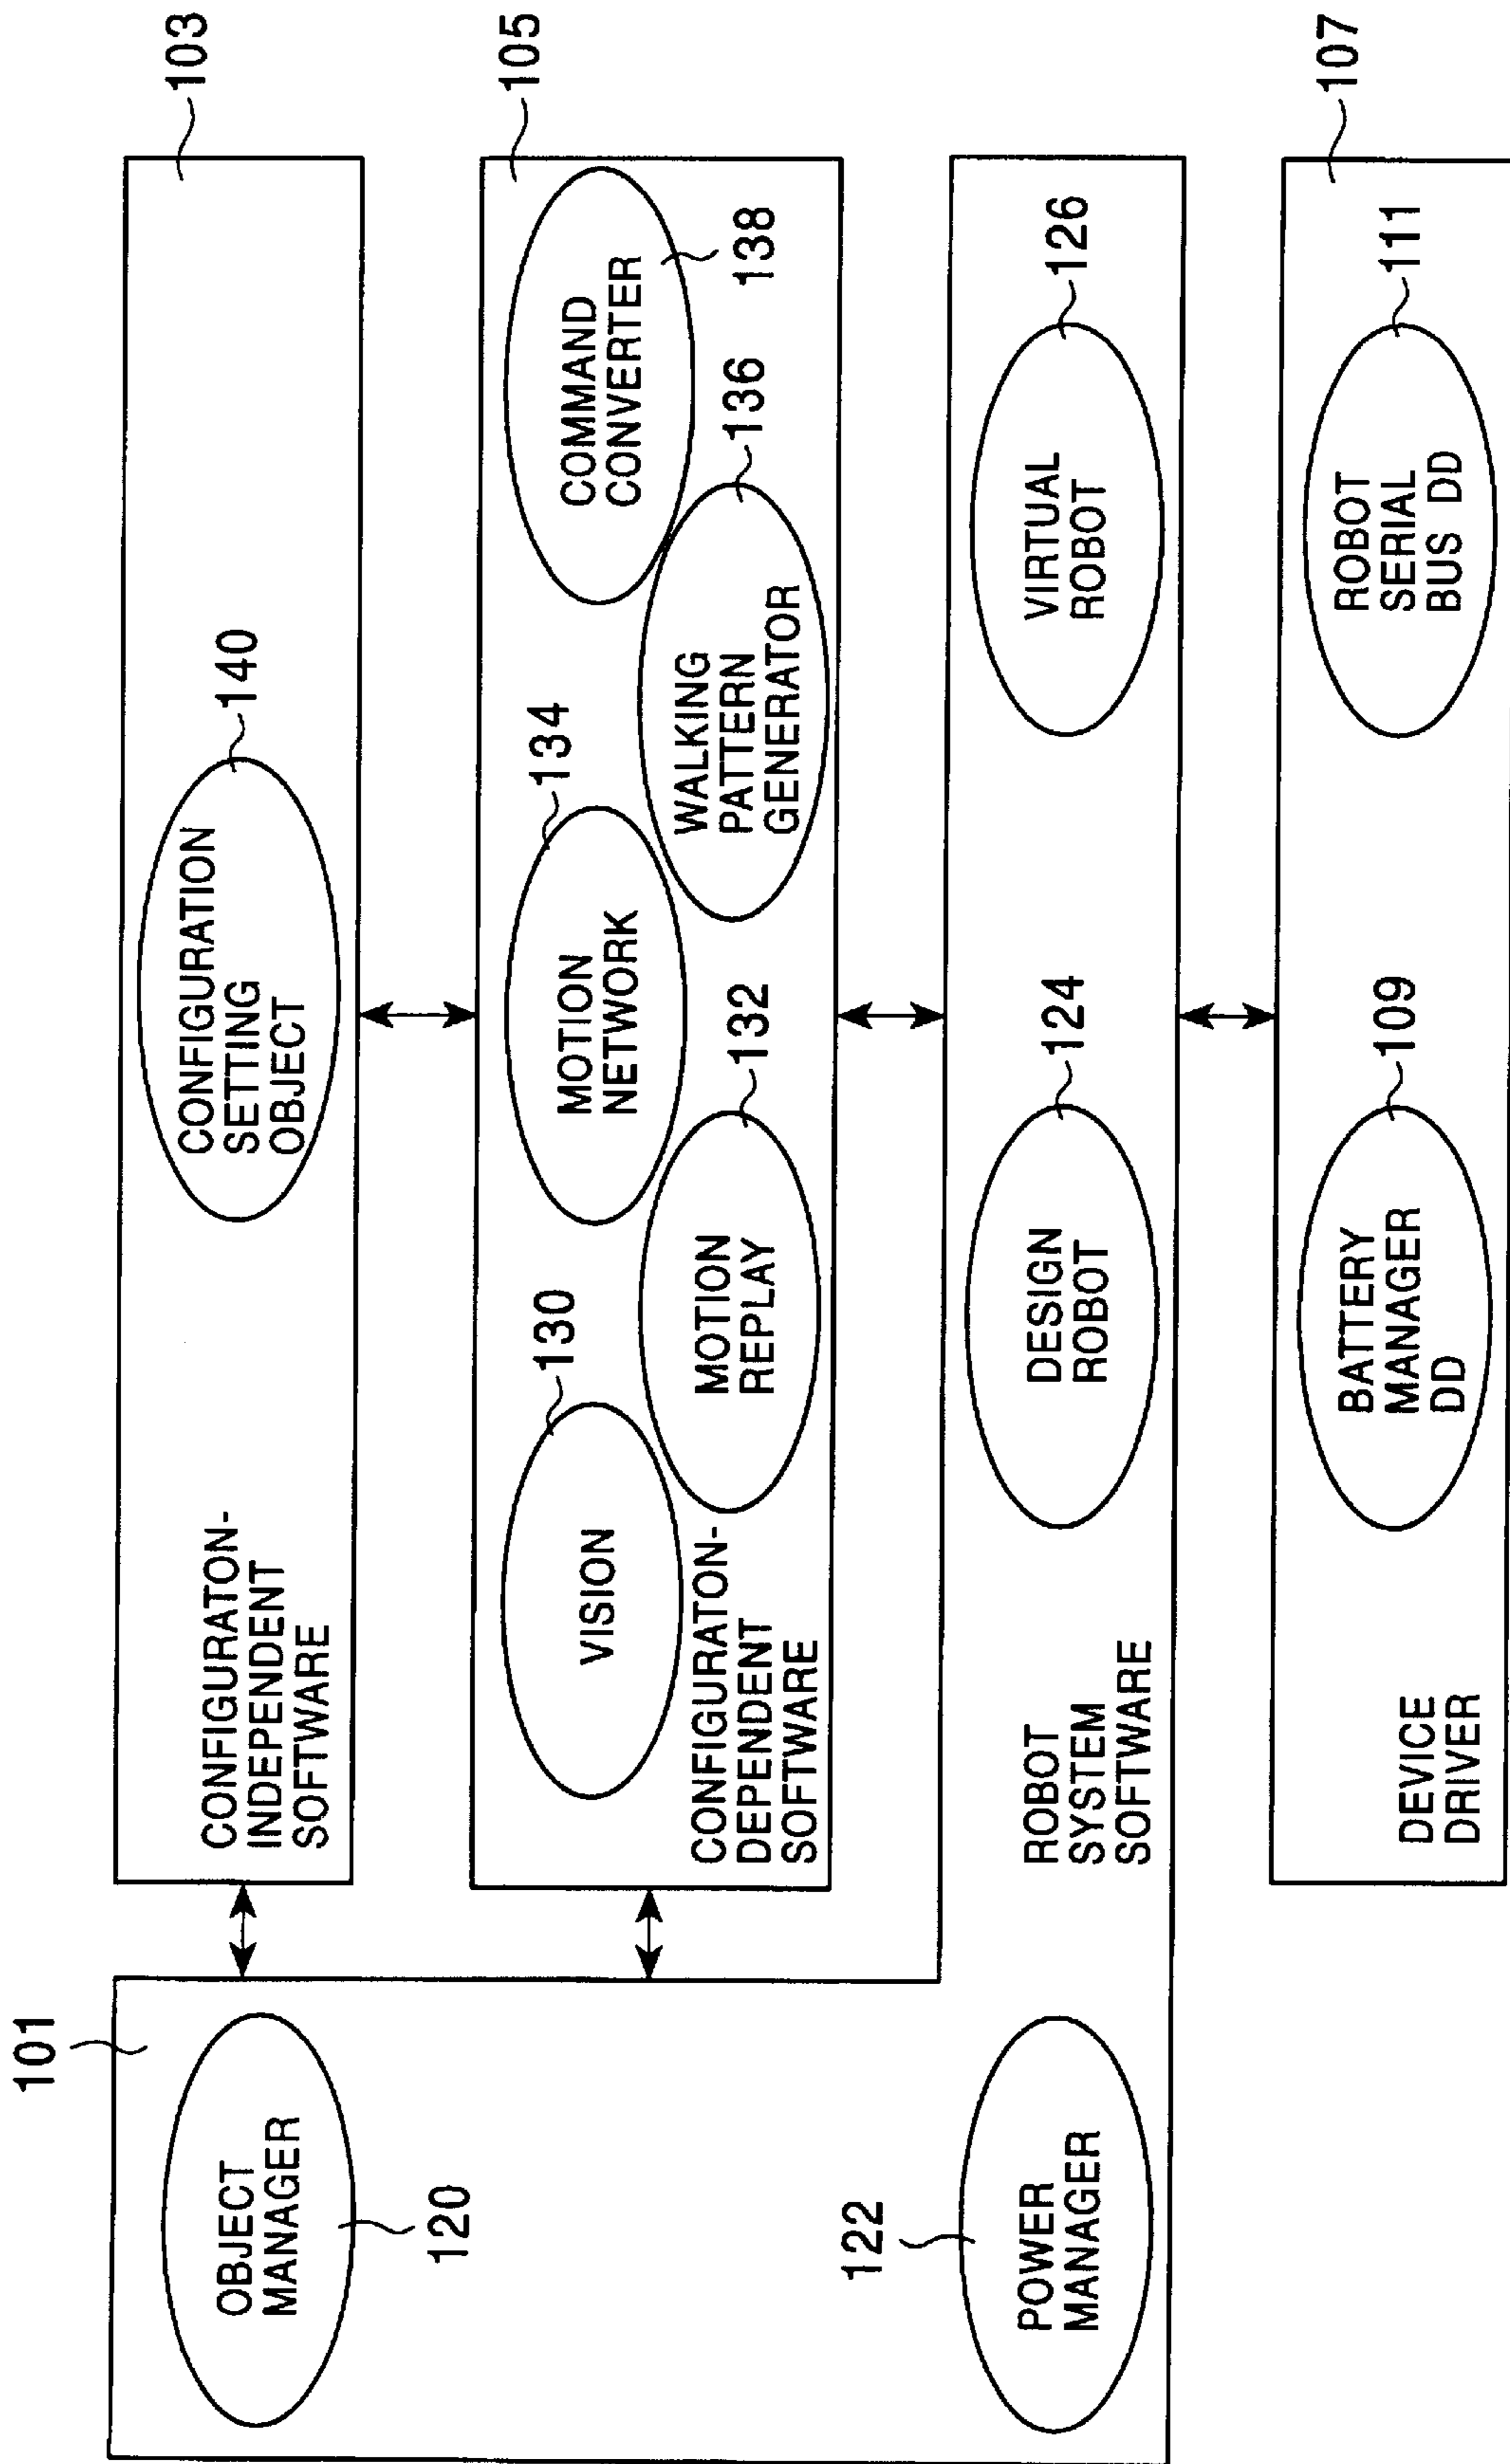 101
OBJECT
MANAGER
120
122
POWER
MANAGER
103
CONFIGURATON-
INDEPENDENT
SOFTWARE
CONFIGURATION
SETTING
OBJECT
140
105
VISION
130
MOTION
NETWORK
134
COMMAND
CONVERTER
138
MOTION
REPLAY
132
WALKING
PATTERN
GENERATOR
136
CONFIGURATON-
DEPENDENT
SOFTWARE
ROBOT
SYSTEM
SOFTWARE
DESIGN
ROBOT
124
VIRTUAL
ROBOT
126
107
DEVICE
DRIVER
BATTERY
MANAGER
DD
109
ROBOT
SERIAL
BUS DD
111